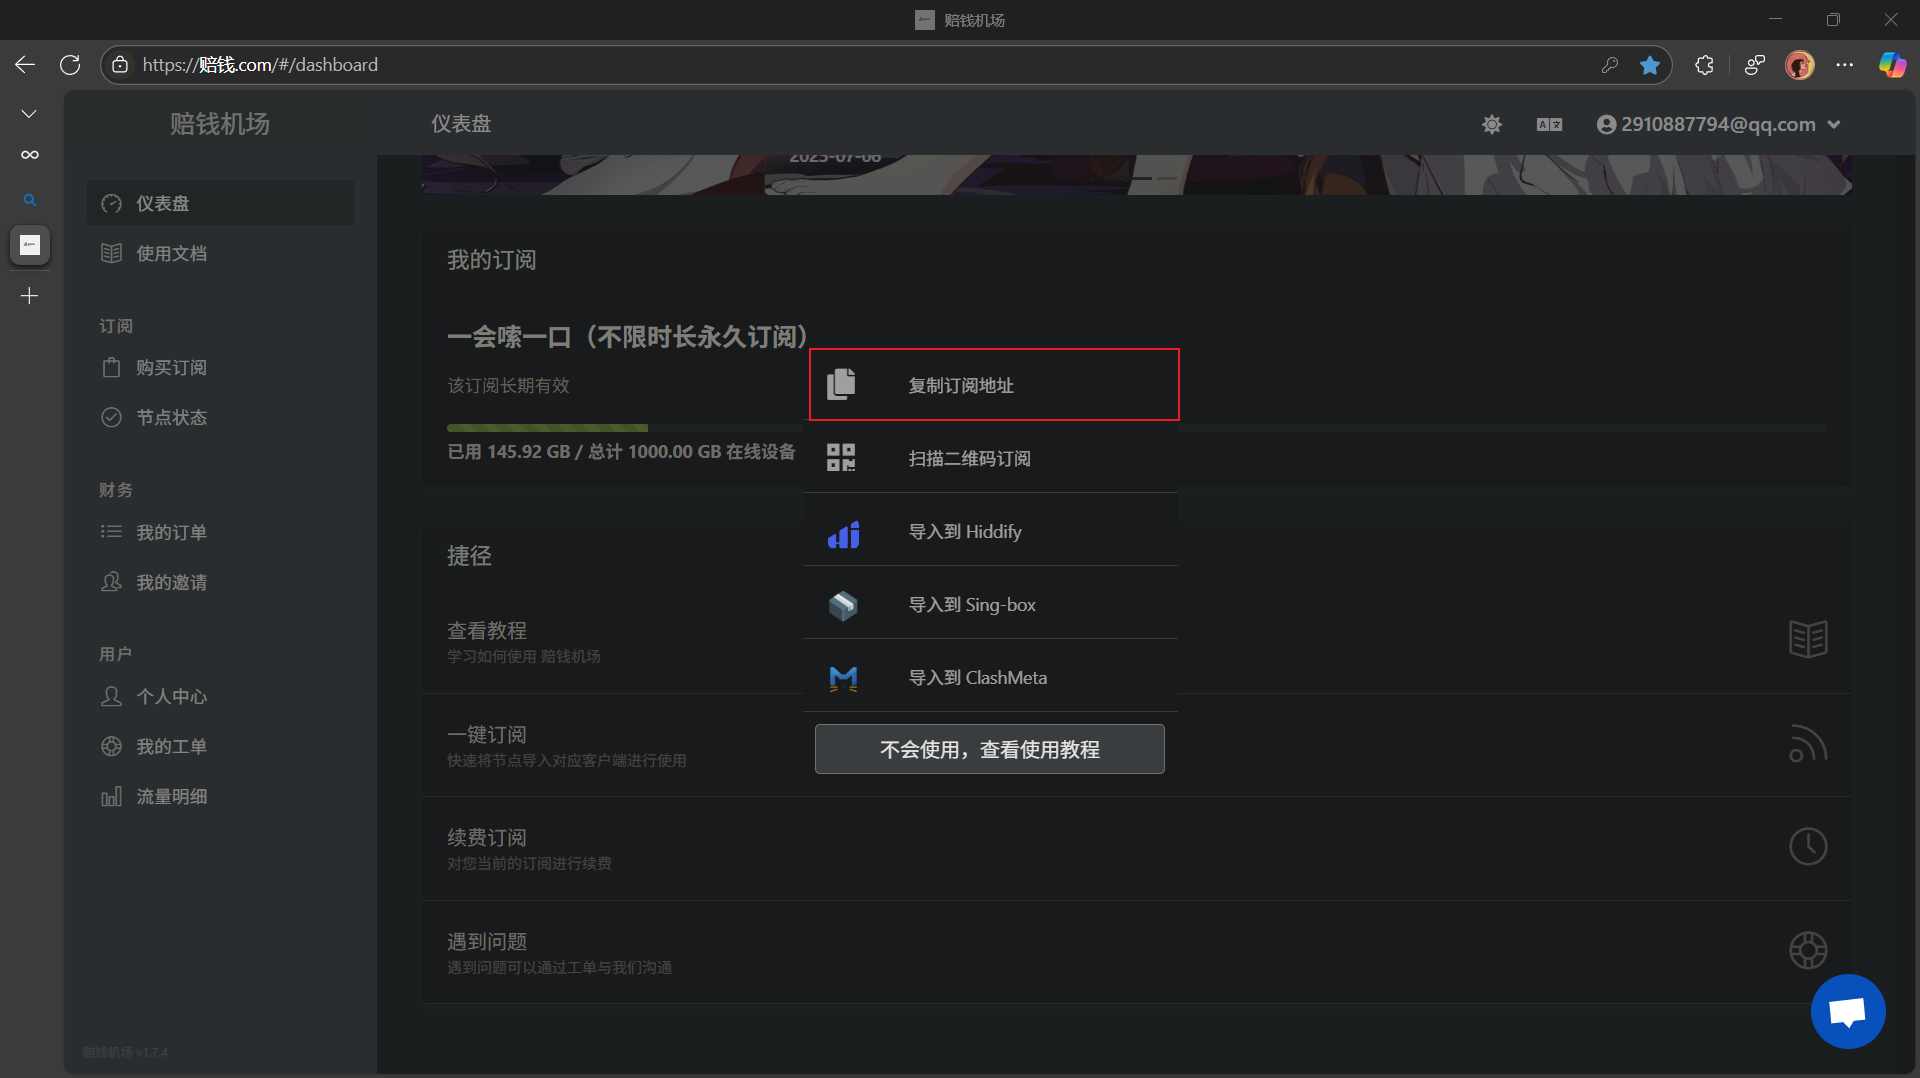 赔钱机场
https://赔钱.com/#/dashboard
赔钱机场
仪表盘
2910887794@qq.com
仪表盘
使用文档
订阅
购买订阅
节点状态
财务
我的订单
我的邀请
用户
个人中心
我的工单
流量明细
赔钱机场 v1.7.4
2025-07-08
我的订阅
一会嗦一口（不限时长永久订阅）
该订阅长期有效
已用 145.92 GB / 总计 1000.00 GB 在线设备
捷径
查看教程
学习如何使用 赔钱机场
一键订阅
快速将节点导入对应客户端进行使用
续费订阅
对您当前的订阅进行续费
遇到问题
遇到问题可以通过工单与我们沟通
复制订阅地址
扫描二维码订阅
导入到 Hiddify
导入到 Sing-box
导入到 ClashMeta
不会使用，查看使用教程